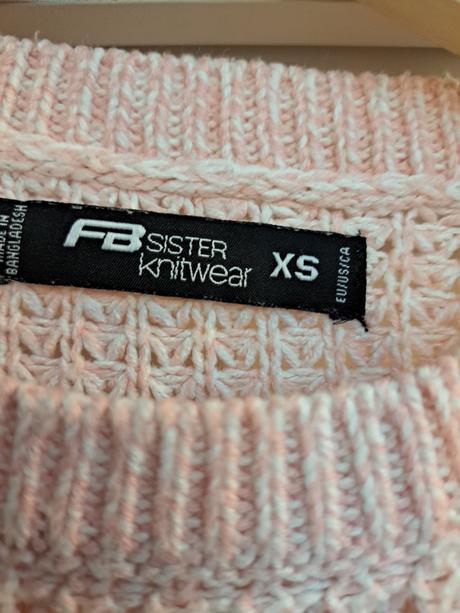 MADE IN
BANGLADESH
FB SISTER
knitwear
XS
EU/US/CA